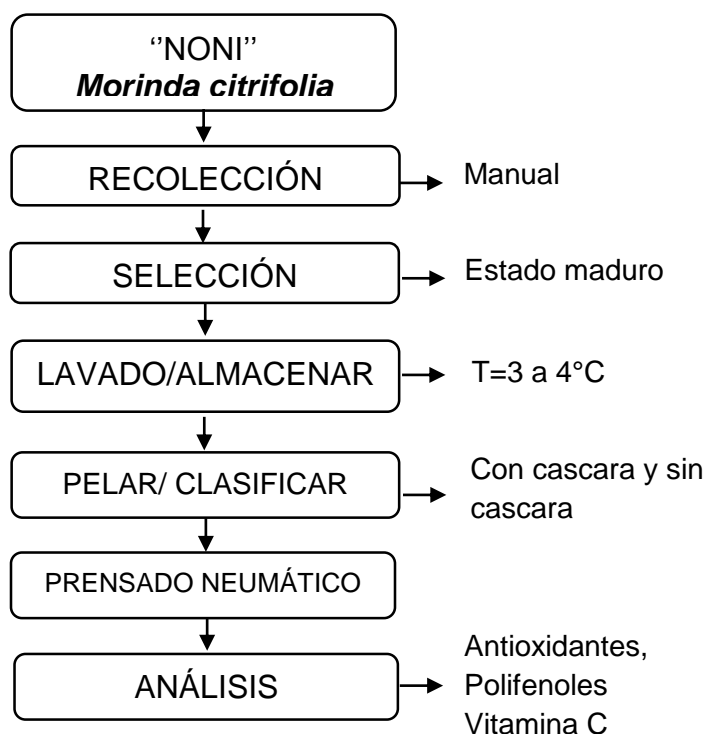 ‘’NONI’’
Morinda citrifolia
RECOLECCIÓN
Manual
SELECCIÓN
Estado maduro
LAVADO/ALMACENAR
T=3 a 4°C
PELAR/ CLASIFICAR
Con cascara y sin
cascara
PRENSADO NEUMÁTICO
ANÁLISIS
Antioxidantes,
Polifenoles
Vitamina C